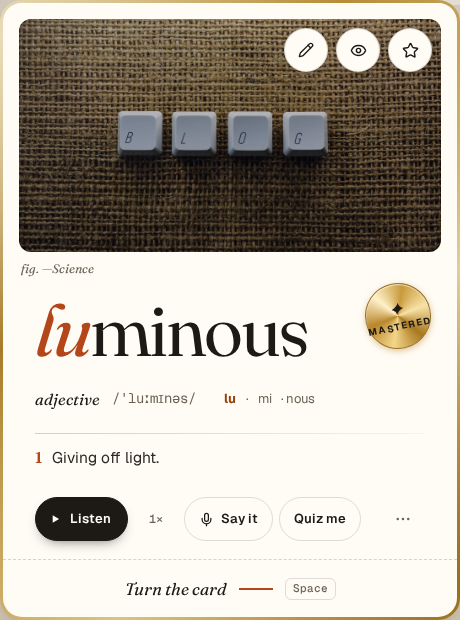 B L O G
fig. —Science
luminous
MASTERED
adjective /ˈluːmɪnəs/ lu · mi · nous
1 Giving off light.
Listen 1× Say it Quiz me
Turn the card Space